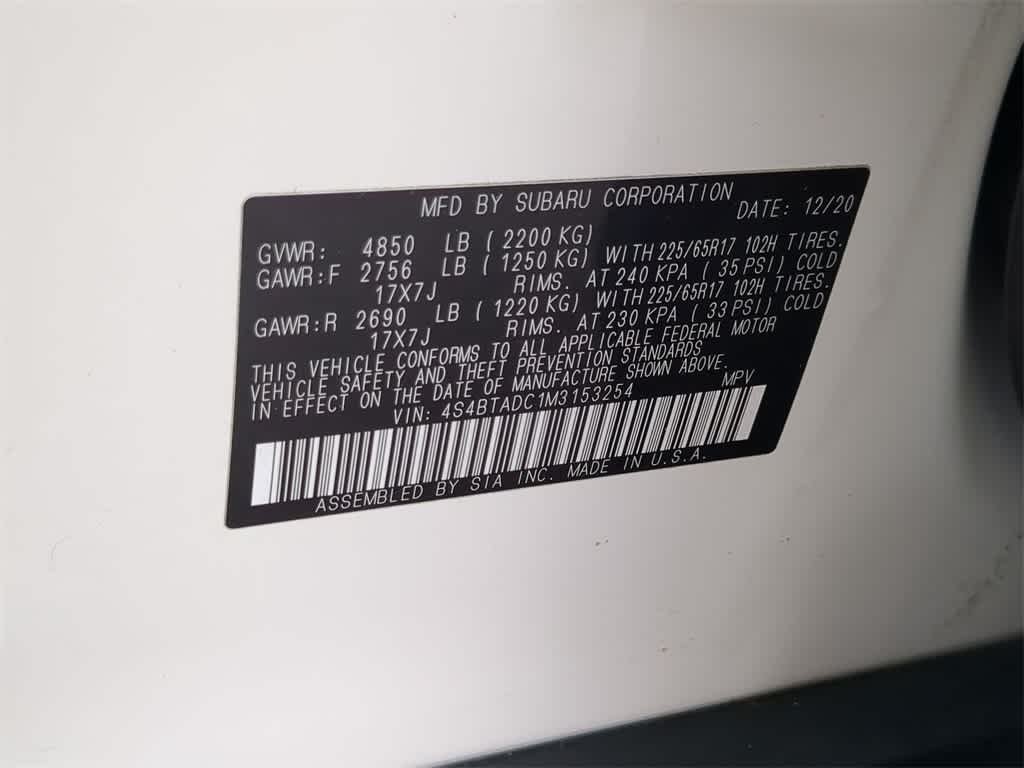 MFD BY SUBARU CORPORATION
DATE: 12/20
GVWR: 4850 LB ( 2200 KG)
GAWR:F 2756 LB ( 1250 KG) WITH 225/65R17 102H TIRES.
17X7J RIMS. AT 240 KPA ( 35 PSI) COLD
GAWR:R 2690 LB ( 1220 KG) WITH 225/65R17 102H TIRES.
17X7J RIMS. AT 230 KPA ( 33 PSI) COLD
THIS VEHICLE CONFORMS TO ALL APPLICABLE FEDERAL MOTOR
VEHICLE SAFETY AND THEFT PREVENTION STANDARDS
IN EFFECT ON THE DATE OF MANUFACTURE SHOWN ABOVE.
VIN: 4S4BTADC1M3153254 MPV
ASSEMBLED BY SIA INC. MADE IN U.S.A.